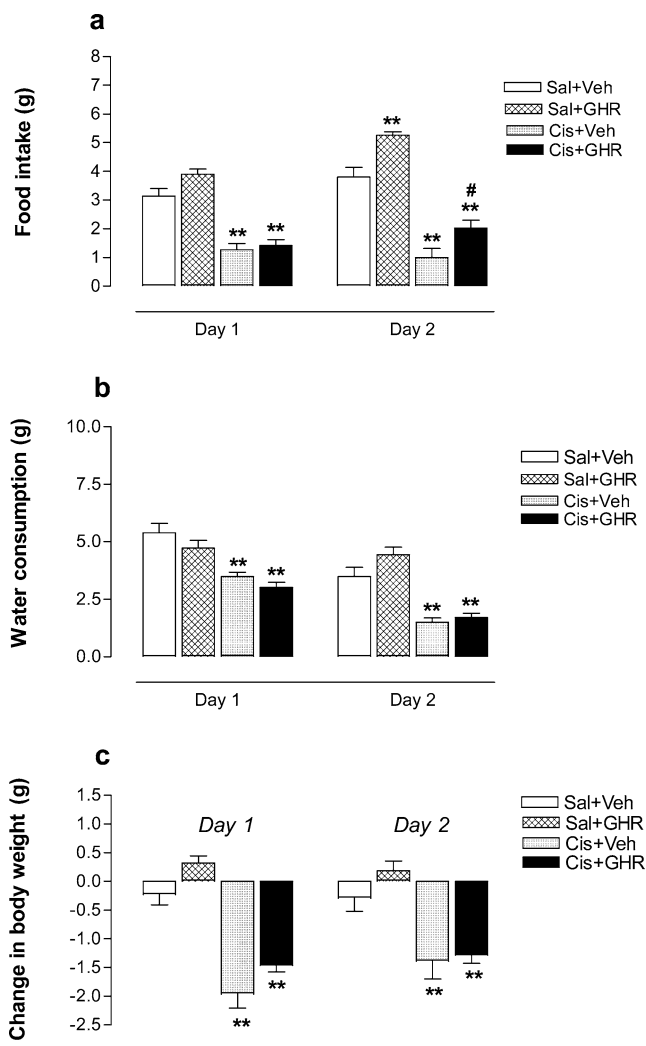 a
Food intake (g)
8
7
6
5
4
3
2
1
0
Sal+Veh
Sal+GHR
Cis+Veh
Cis+GHR
** **
**
**
#
**
Day 1 Day 2
b
Water consumption (g)
10.0
7.5
5.0
2.5
0.0
Sal+Veh
Sal+GHR
Cis+Veh
Cis+GHR
** **
** **
Day 1 Day 2
c
Change in body weight (g)
1.5
1.0
0.5
0.0
-0.5
-1.0
-1.5
-2.0
-2.5
Day 1 Day 2
Sal+Veh
Sal+GHR
Cis+Veh
Cis+GHR
** **
** **